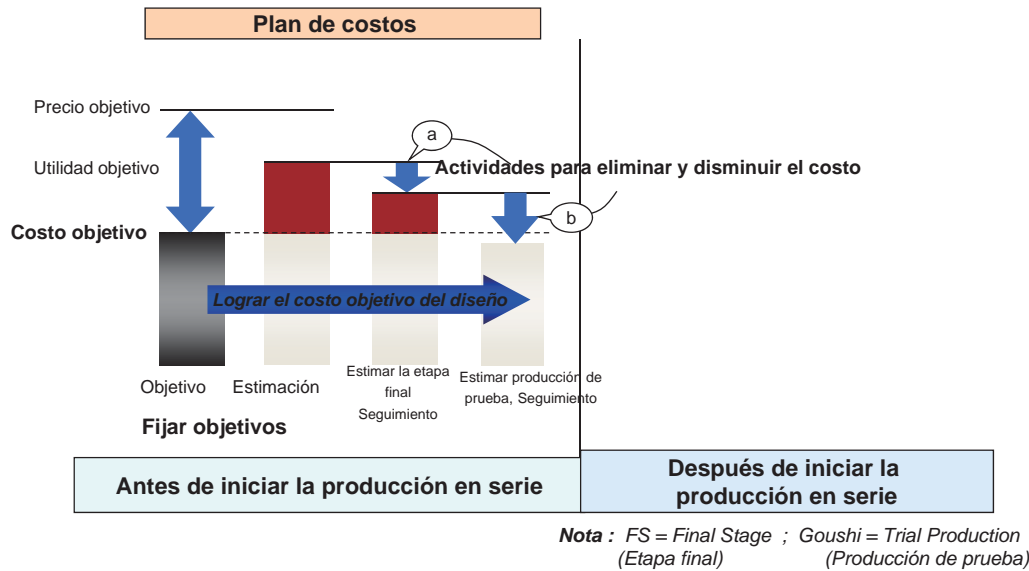 Plan de costos
Precio objetivo
a
Utilidad objetivo
Actividades para eliminar y disminuir el costo
b
Costo objetivo
Lograr el costo objetivo del diseño
Objetivo
Estimación
Estimar la etapa
final
Seguimiento
Estimar producción de
prueba, Seguimiento
Fijar objetivos
Antes de iniciar la producción en serie
Después de iniciar la
producción en serie
Nota : FS = Final Stage ; Goushi = Trial Production
(Etapa final) (Producción de prueba)